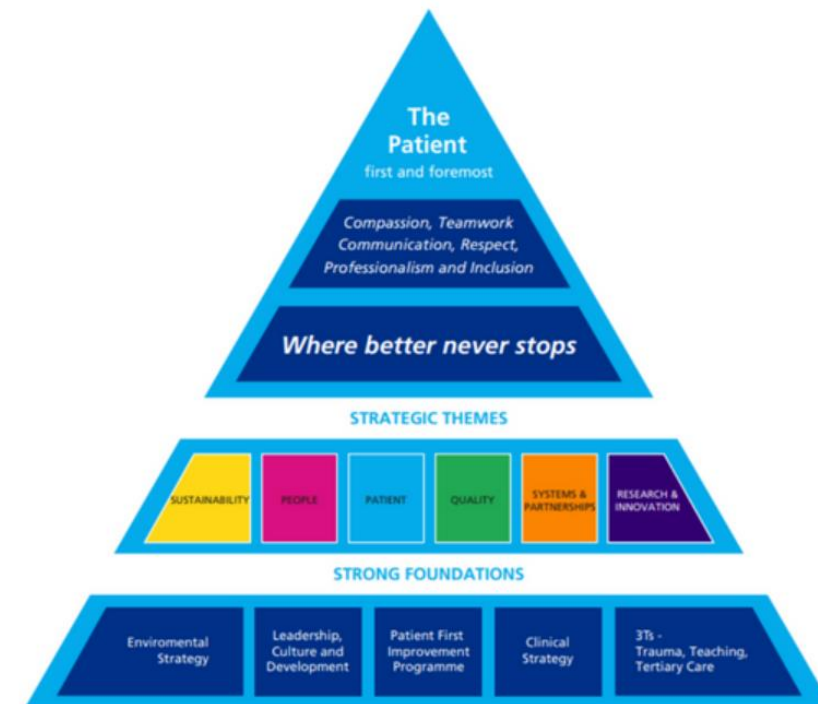 The
Patient
first and foremost
Compassion, Teamwork
Communication, Respect,
Professionalism and Inclusion
Where better never stops
STRATEGIC THEMES
SUSTAINABILITY
PEOPLE
PATIENT
QUALITY
SYSTEMS &
PARTNERSHIPS
RESEARCH &
INNOVATION
STRONG FOUNDATIONS
Enviromental
Strategy
Leadership,
Culture and
Development
Patient First
Improvement
Programme
Clinical
Strategy
3Ts -
Trauma, Teaching,
Tertiary Care